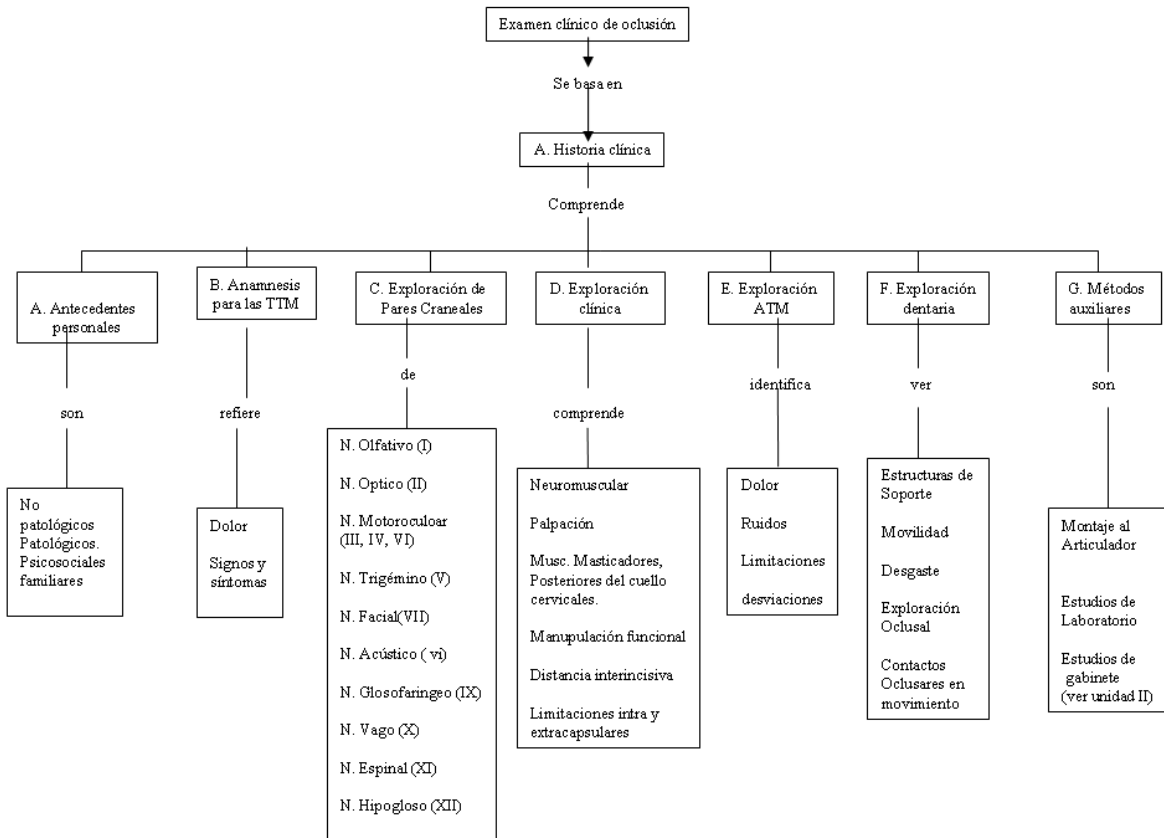 Examen clínico de oclusión
Se basa en
A. Historia clínica
Comprende
A. Antecedentes
personales
son
No
patológicos
Patológicos.
Psicosociales
familiares
B. Anamnesis
para las TTM
refiere
Dolor
Signos y
síntomas
C. Exploración de
Pares Craneales
de
N. Olfativo (I)
N. Optico (II)
N. Motoroculoar
(III, IV, VI)
N. Trigémino (V)
N. Facial(VII)
N. Acústico ( vi)
N. Glosofaringeo (IX)
N. Vago (X)
N. Espinal (XI)
N. Hipogloso (XII)
D. Exploración
clínica
comprende
Neuromuscular
Palpación
Musc. Masticadores,
Posteriores del cuello
cervicales.
Manupulación funcional
Distancia interincisiva
Limitaciones intra y
extracapsulares
E. Exploración
ATM
identifica
Dolor
Ruidos
Limitaciones
desviaciones
F. Exploración
dentaria
ver
Estructuras de
Soporte
Movilidad
Desgaste
Exploración
Oclusal
Contactos
Oclusares en
movimiento
G. Métodos
auxiliares
son
Montaje al
Articulador
Estudios de
Laboratorio
Estudios de
gabinete
(ver unidad II)